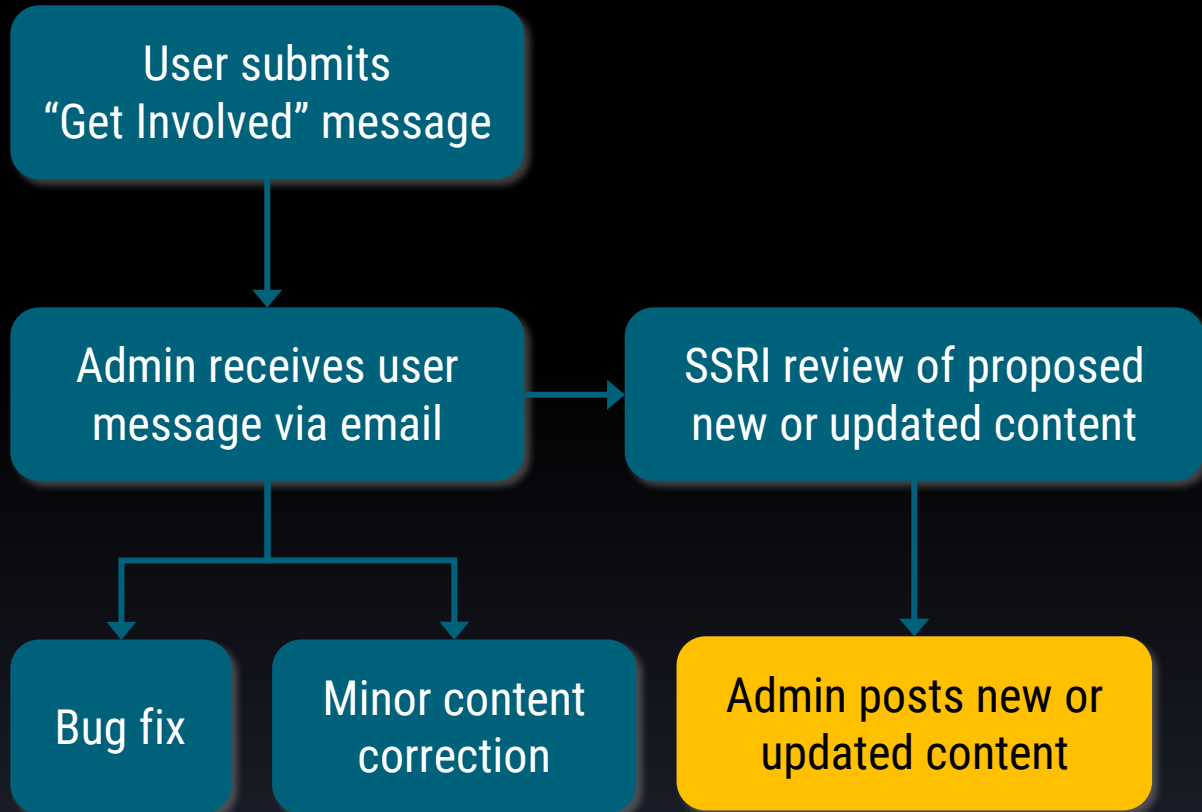 User submits
“Get Involved” message
Admin receives user
message via email
SSRI review of proposed
new or updated content
Bug fix
Minor content
correction
Admin posts new or
updated content